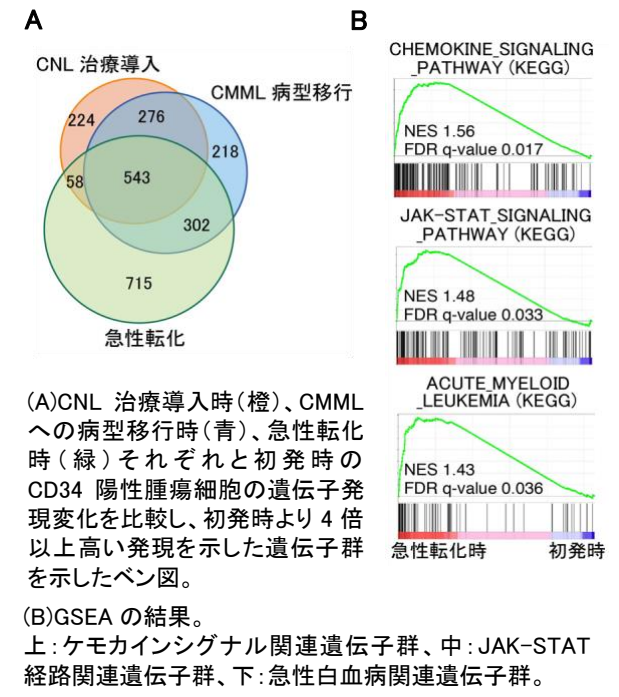 A
CNL 治療導入
CMML 病型移行
224
276
218
58
543
302
715
急性転化
B
CHEMOKINE_SIGNALING
_PATHWAY (KEGG)
NES 1.56
FDR q-value 0.017
JAK-STAT_SIGNALING
_PATHWAY (KEGG)
NES 1.48
FDR q-value 0.033
ACUTE_MYELOID
_LEUKEMIA (KEGG)
NES 1.43
FDR q-value 0.036
急性転化時 初発時
(A)CNL 治療導入時(橙)、CMML
への病型移行時(青)、急性転化
時(緑)それぞれと初発時の
CD34 陽性腫瘍細胞の遺伝子発
現変化を比較し、初発時より 4 倍
以上高い発現を示した遺伝子群
を示したベン図。
(B)GSEA の結果。
上:ケモカインシグナル関連遺伝子群、中:JAK-STAT
経路関連遺伝子群、下:急性白血病関連遺伝子群。